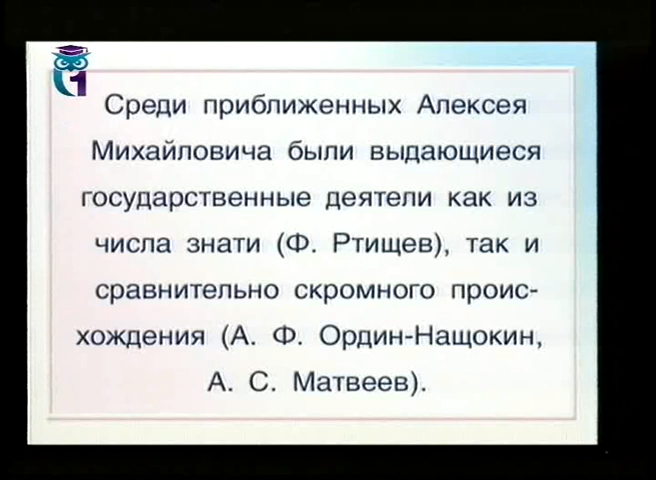 1
Среди приближенных Алексея
Михайловича были выдающиеся
государственные деятели как из
числа знати (Ф. Ртищев), так и
сравнительно скромного проис-
хождения (А. Ф. Ордин-Нащокин,
А. С. Матвеев).